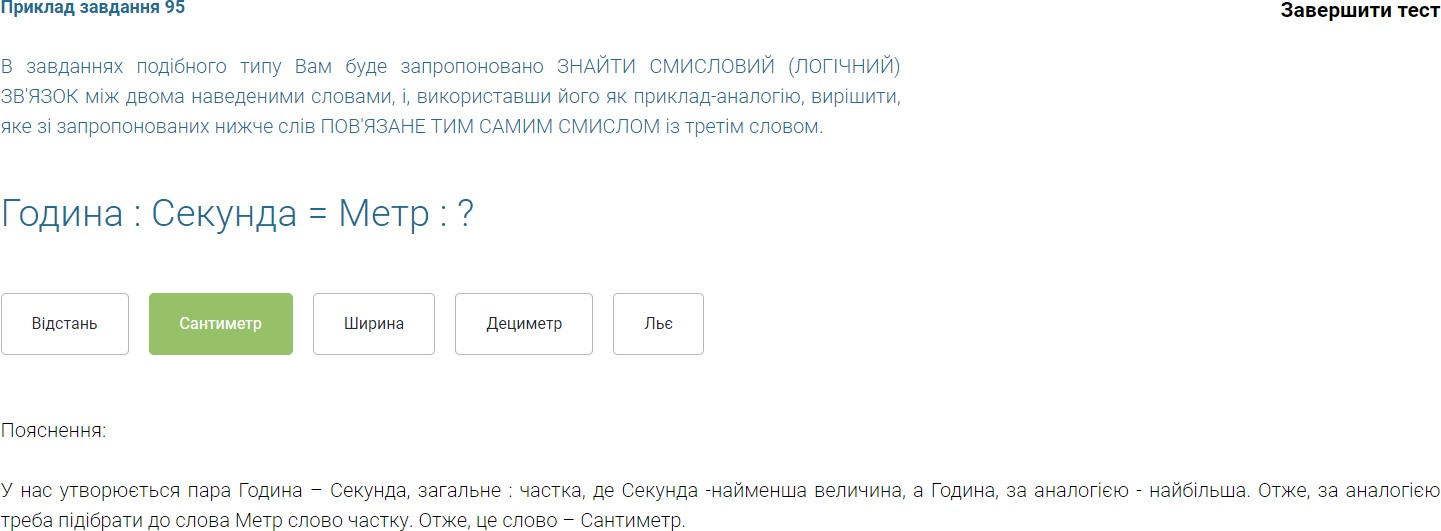 Приклад завдання 95
Завершити тест
В завданнях подібного типу Вам буде запропоновано ЗНАЙТИ СМИСЛОВИЙ (ЛОГІЧНИЙ)
ЗВ'ЯЗОК між двома наведеними словами, і, використавши його як приклад-аналогію, вирішити,
яке зі запропонованих нижче слів ПОВ'ЯЗАНЕ ТИМ САМИМ СМИСЛОМ із третім словом.
Година : Секунда = Метр : ?
Відстань Сантиметр Ширина Дециметр Льє
Пояснення:
У нас утворюється пара Година – Секунда, загальне : частка, де Секунда -найменша величина, а Година, за аналогією - найбільша. Отже, за аналогією
треба підібрати до слова Метр слово частку. Отже, це слово – Сантиметр.